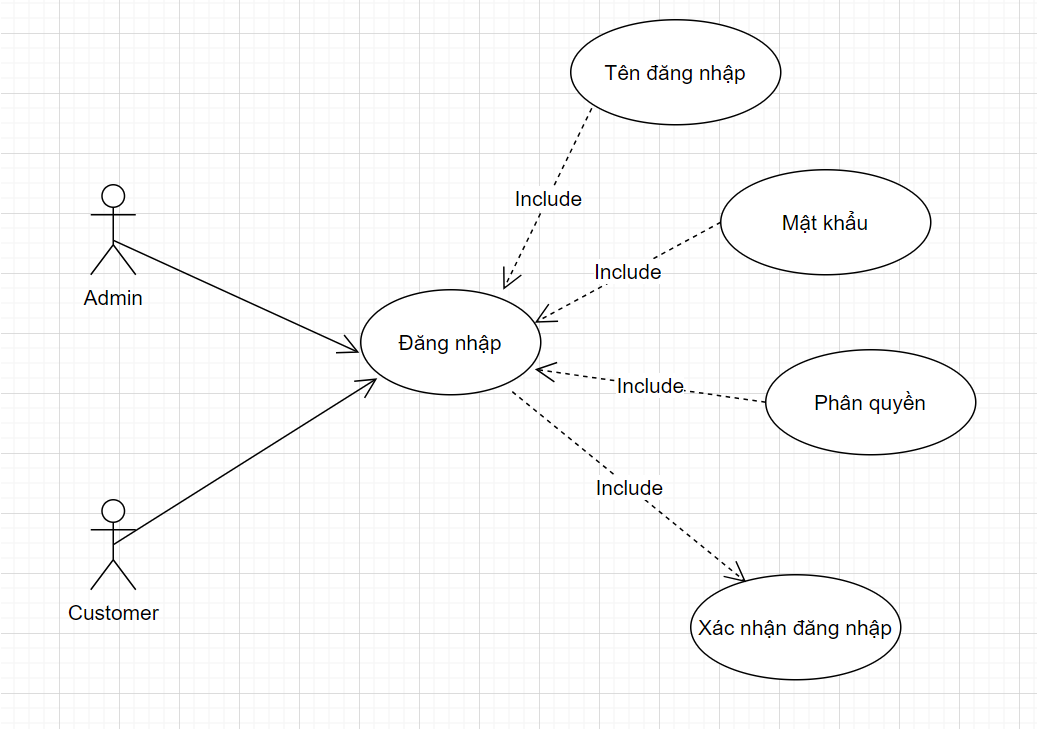 Tên đăng nhập
Include
Mật khẩu
Include
Admin
Đăng nhập
Include
Phân quyền
Include
Customer
Xác nhận đăng nhập